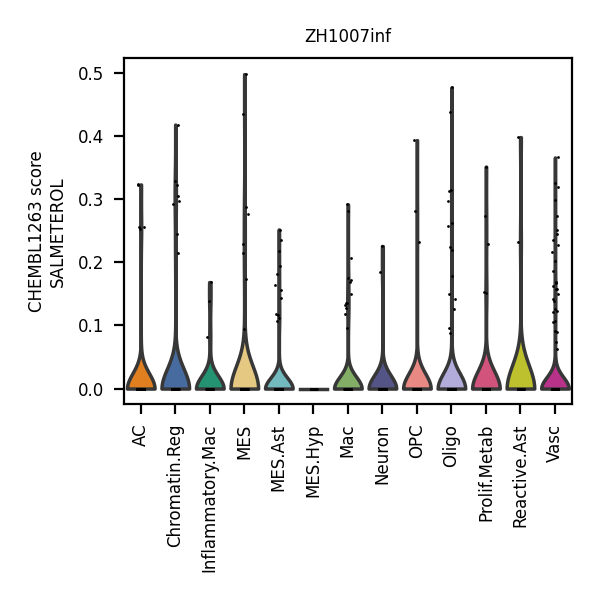 ZH1007inf
CHEMBL1263 score
SALMETEROL
0.5
0.4
0.3
0.2
0.1
0.0
AC
Chromatin.Reg
Inflammatory.Mac
MES
MES.Ast
MES.Hyp
Mac
Neuron
OPC
Oligo
Prolif.Metab
Reactive.Ast
Vasc